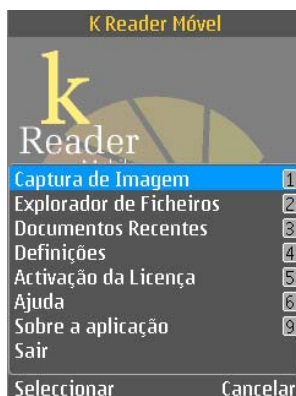 K Reader Móvel
k
Reader
Captura de Imagem 1
Explorador de Ficheiros 2
Documentos Recentes 3
Definições 4
Activação da Licença 5
Ajuda 6
Sobre a aplicação 9
Sair
Seleccionar Cancelar